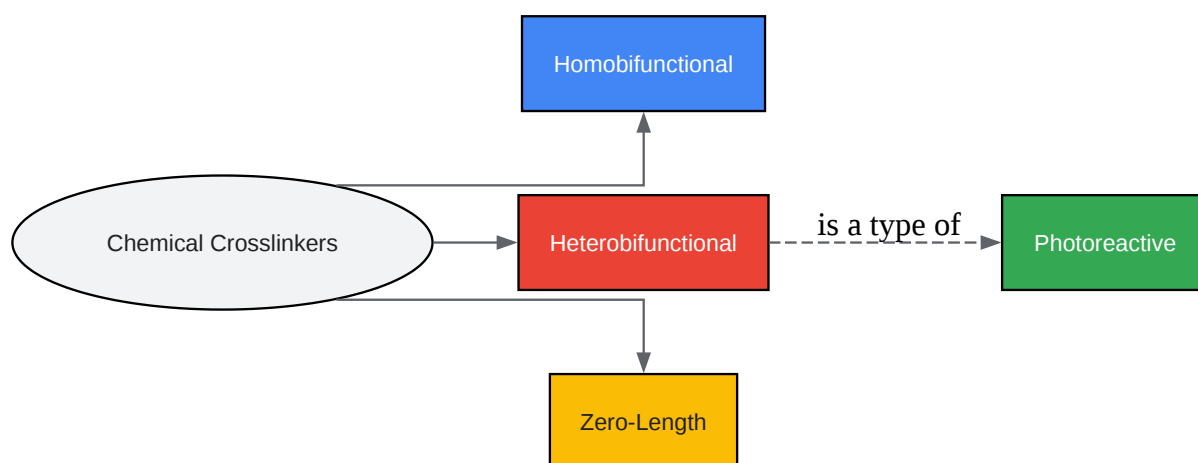 Homobifunctional
Chemical Crosslinkers
Heterobifunctional
is a type of
Photoreactive
Zero-Length